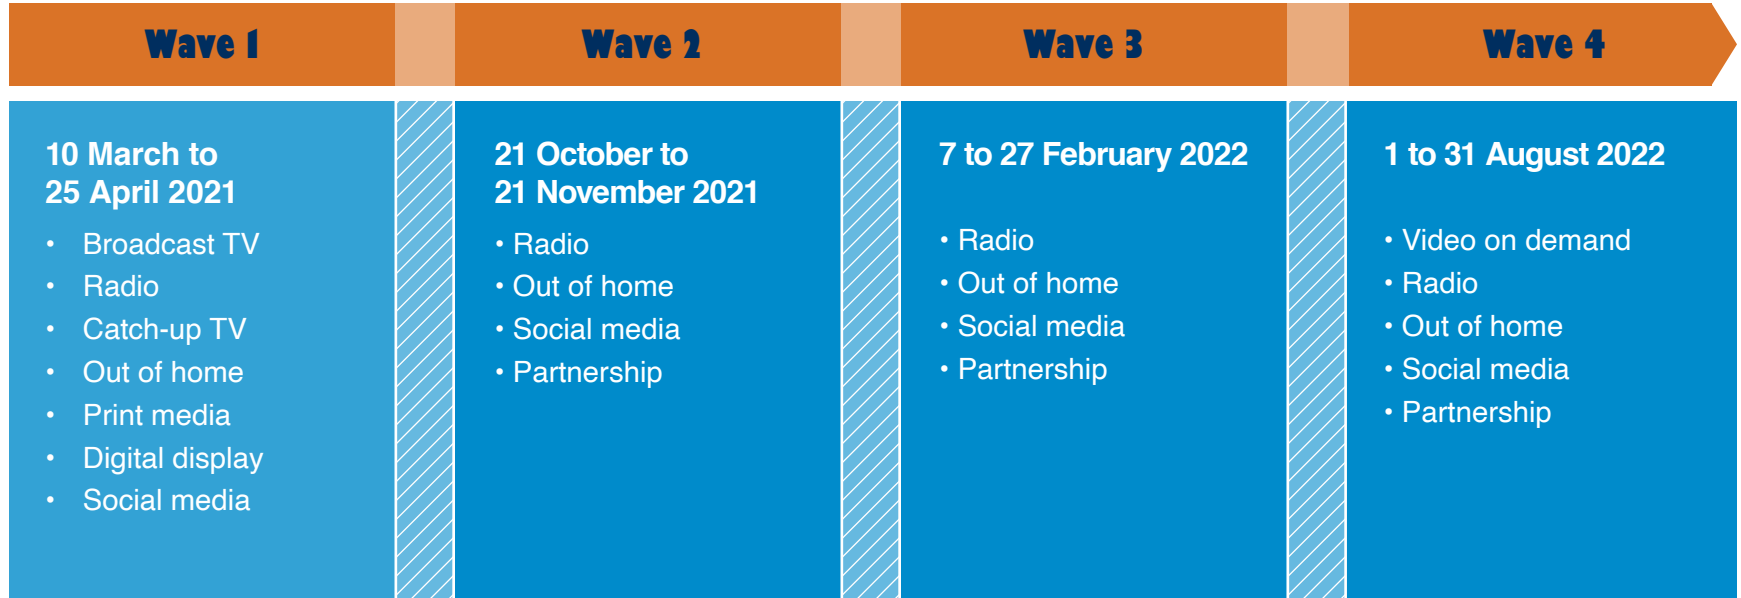 Wave 1
Wave 2
Wave 3
Wave 4
10 March to
25 April 2021
• Broadcast TV
• Radio
• Catch-up TV
• Out of home
• Print media
• Digital display
• Social media
21 October to
21 November 2021
• Radio
• Out of home
• Social media
• Partnership
7 to 27 February 2022
• Radio
• Out of home
• Social media
• Partnership
1 to 31 August 2022
• Video on demand
• Radio
• Out of home
• Social media
• Partnership